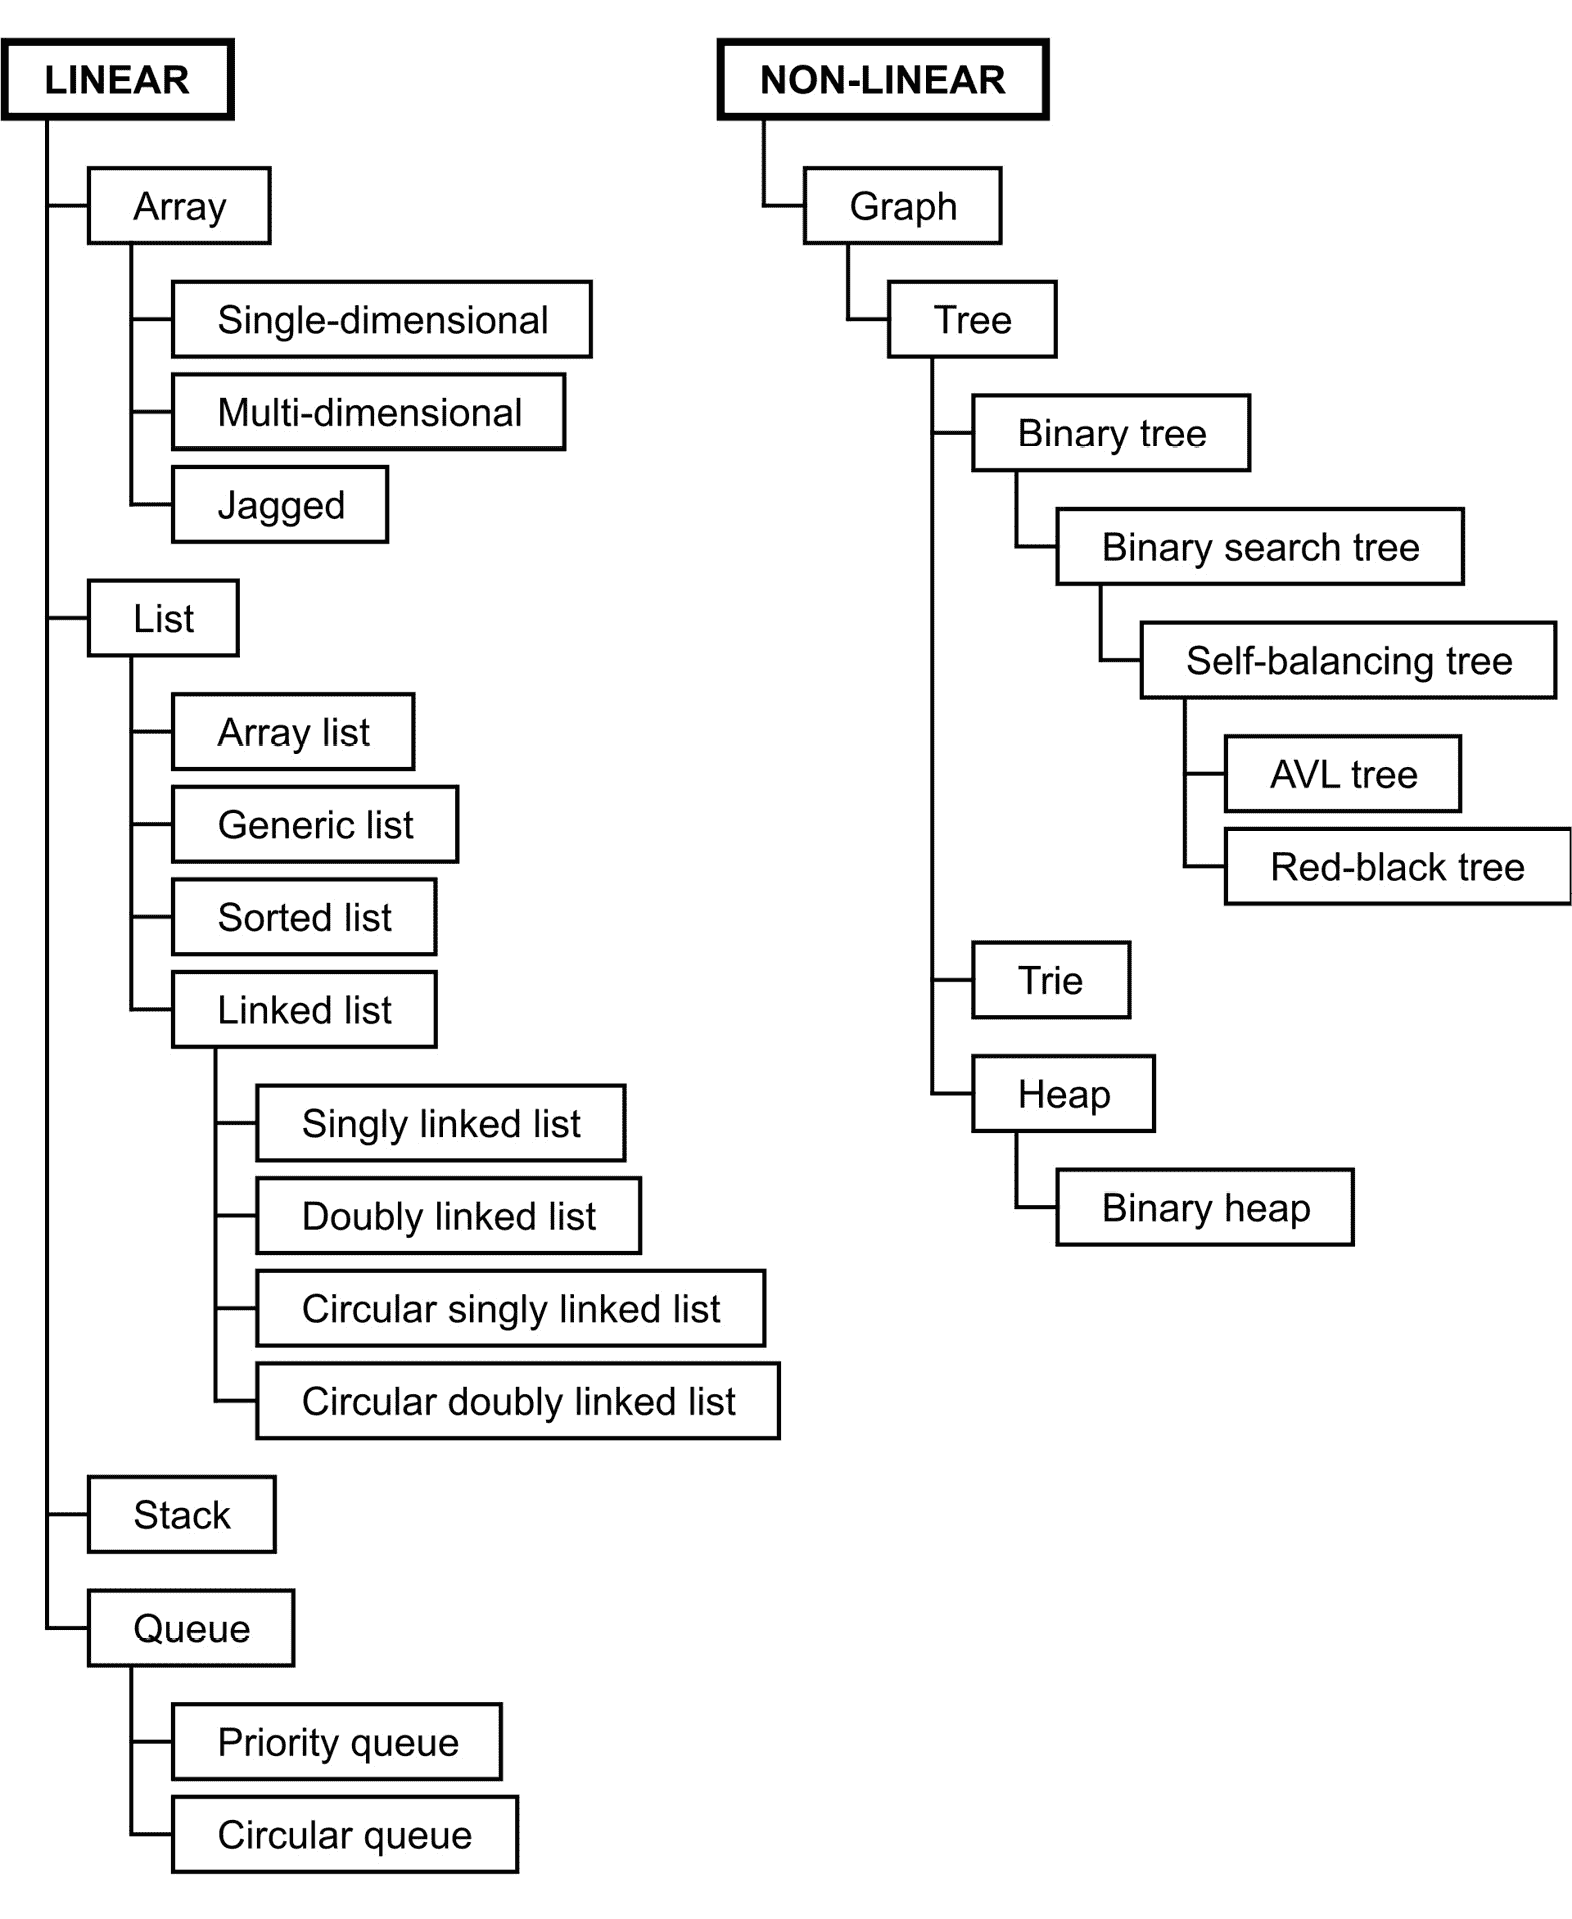 LINEAR
Array
Single-dimensional
Multi-dimensional
Jagged
List
Array list
Generic list
Sorted list
Linked list
Singly linked list
Doubly linked list
Circular singly linked list
Circular doubly linked list
Stack
Queue
Priority queue
Circular queue
NON-LINEAR
Graph
Tree
Binary tree
Binary search tree
Self-balancing tree
AVL tree
Red-black tree
Trie
Heap
Binary heap